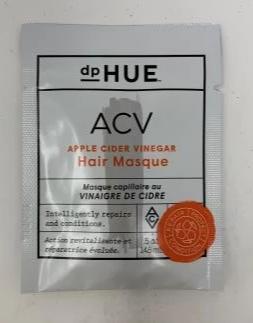 dpHUE
ACV
APPLE CIDER VINEGAR
Hair Masque
Masque capillaire au
VINAIGRE DE CIDRE
Intelligently repairs
and conditions.
Action revitalisante et
réparatrice évoluée.